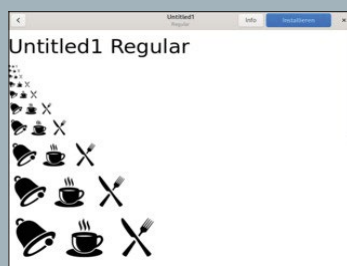 Untitled1
Regular
Info
Installieren
Untitled1 Regular